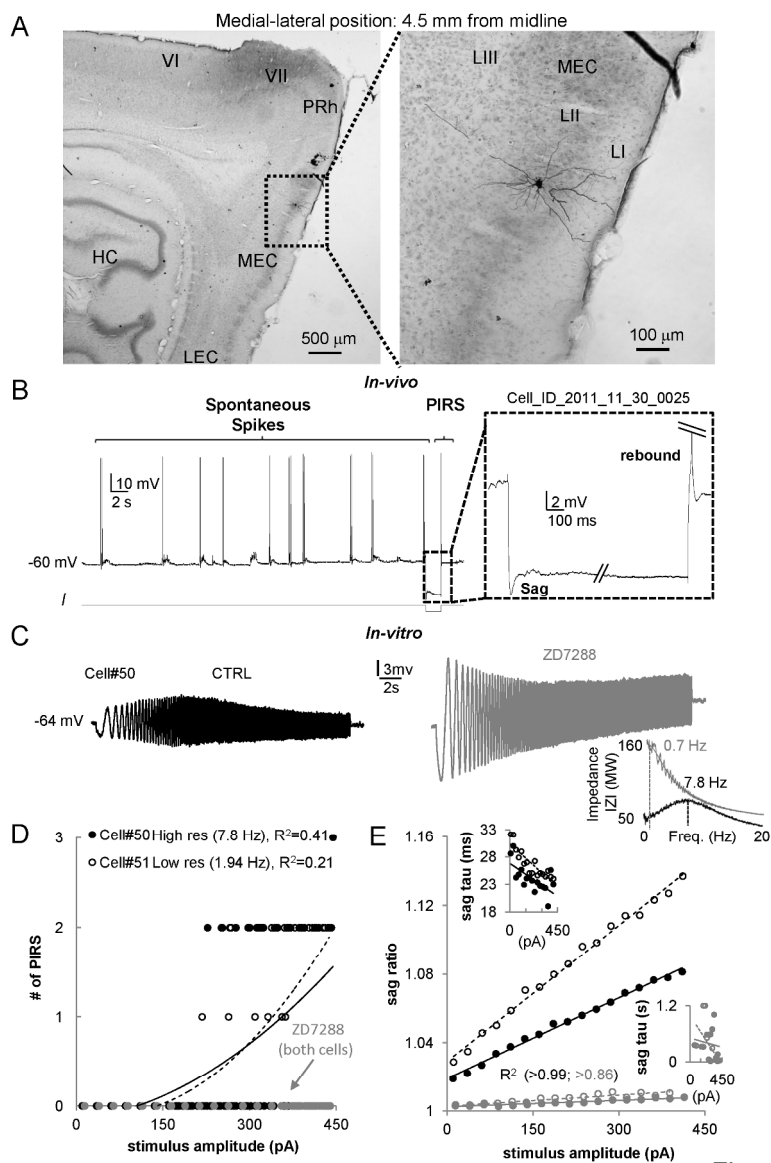 Medial-lateral position: 4.5 mm from midline
A
VI
VII
PRh
HC
MEC
LEC
500 µm
LIII
MEC
LII
LI
100 µm
In-vivo
B
Spontaneous
Spikes
PIRS
Cell_ID_2011_11_30_0025
10 mV
2 s
-60 mV
I
rebound
2 mV
100 ms
Sag
In-vitro
C
Cell#50
CTRL
-64 mV
3mv
2s
ZD7288
Impedance
IZI (MW)
160
50
0.7 Hz
7.8 Hz
0
Freq. (Hz)
20
D
Cell#50 High res (7.8 Hz), R²=0.41
Cell#51 Low res (1.94 Hz), R²=0.21
# of PIRS
3
2
1
0
ZD7288
(both cells)
0
150
300
450
stimulus amplitude (pA)
E
sag ratio
1.16
1.12
1.08
1.04
1
sag tau (ms)
33
28
23
18
0
450
(pA)
sag tau (s)
1.2
0
0
450
(pA)
R² (>0.99; >0.86)
0
150
300
450
stimulus amplitude (pA)